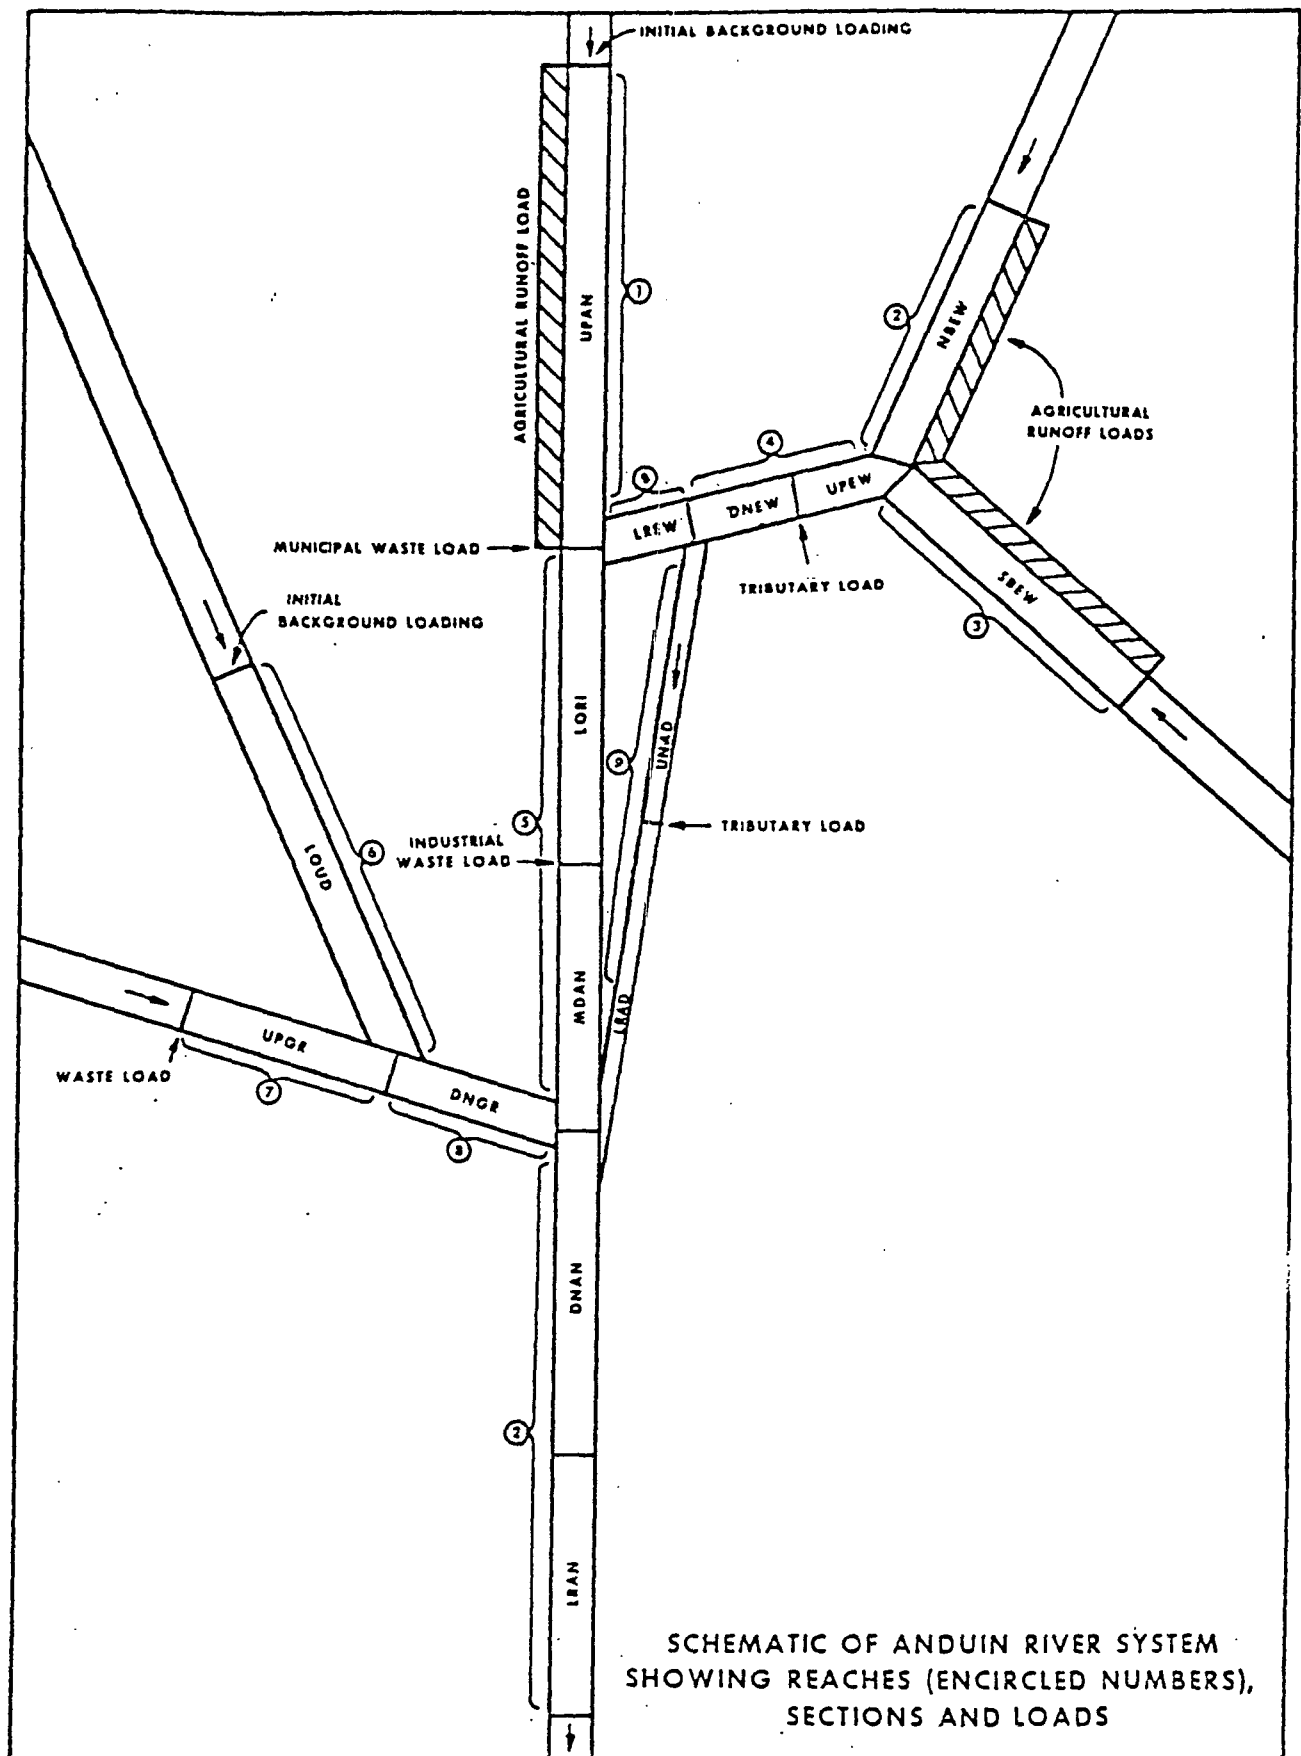 INITIAL BACKGROUND LOADING
AGRICULTURAL RUNOFF LOAD
UPAN
1
2
NBEW
AGRICULTURAL
RUNOFF LOADS
4
8
LREW
DNEW
UPEW
MUNICIPAL WASTE LOAD
TRIBUTARY LOAD
SBEW
3
INITIAL
BACKGROUND LOADING
LORI
9
UNAD
5
TRIBUTARY LOAD
INDUSTRIAL
WASTE LOAD
6
LOUD
MDAN
LRAD
UPGR
WASTE LOAD
7
DNGR
8
DNAN
2
LRAN
SCHEMATIC OF ANDUIN RIVER SYSTEM
SHOWING REACHES (ENCIRCLED NUMBERS),
SECTIONS AND LOADS